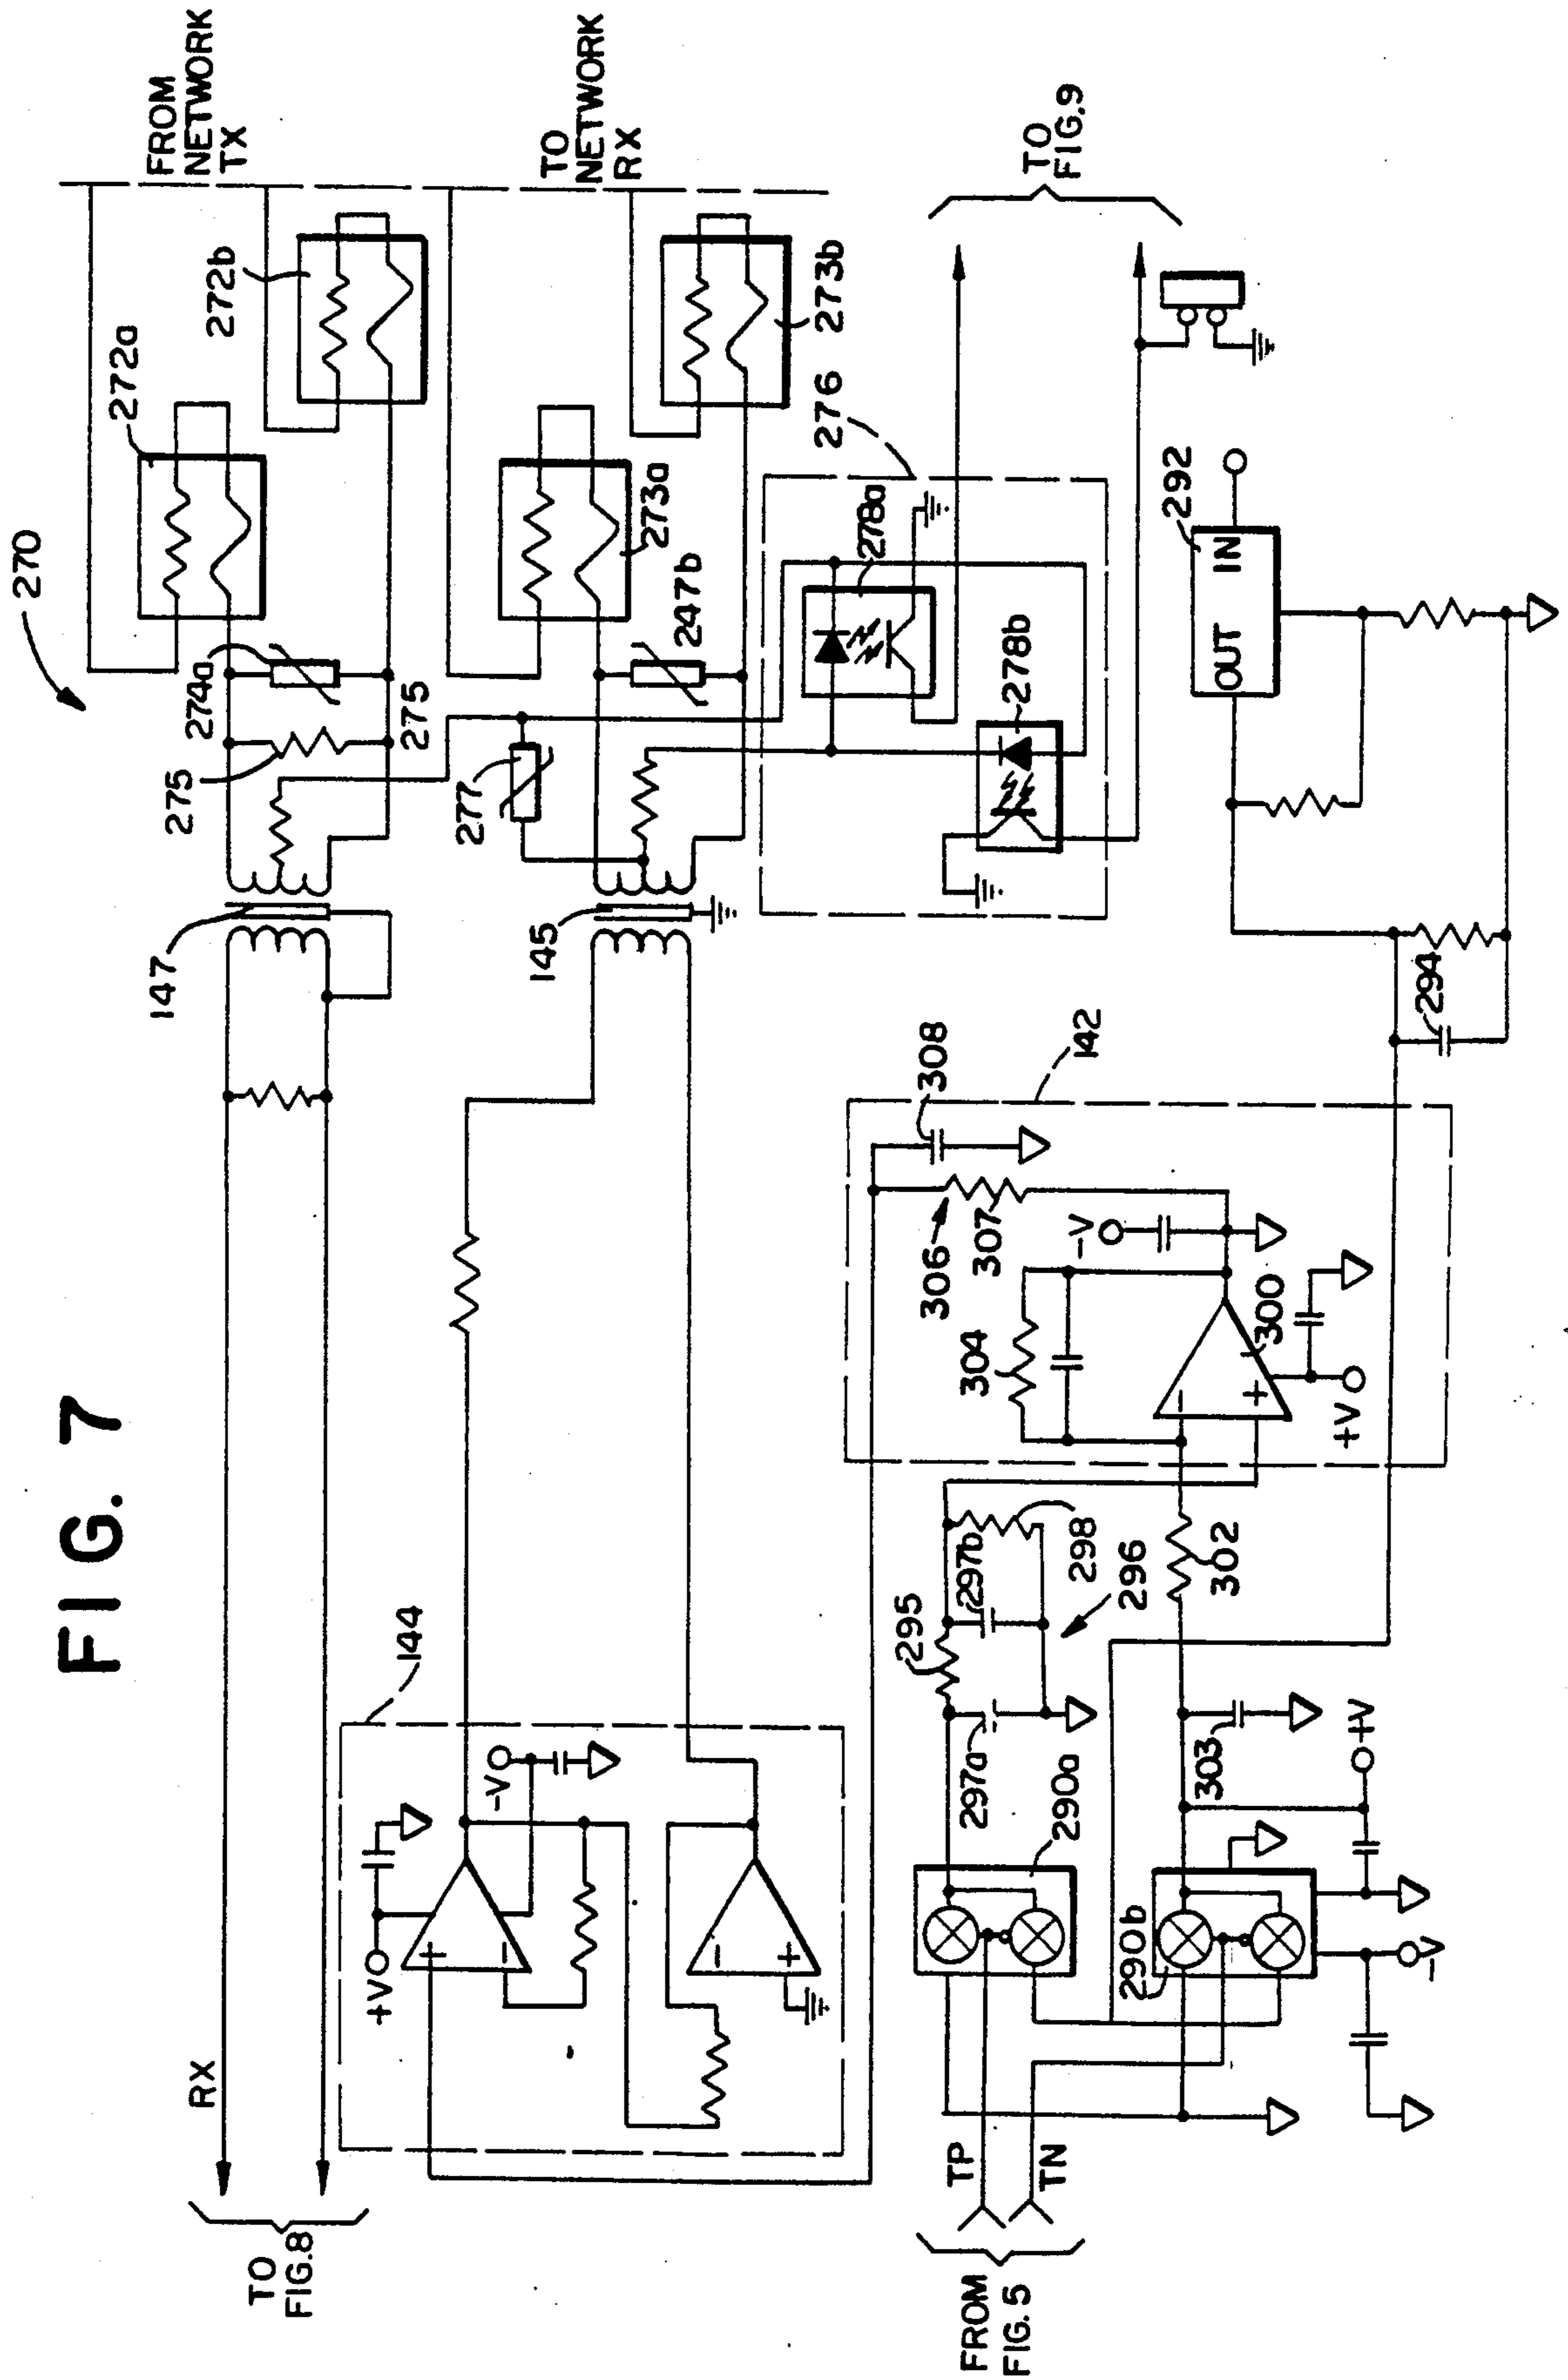 FIG. 7
270
FROM
NETWORK
TX
272a
272b
274a
275
275
147
RX
TO
FIG.8
TO
NETWORK
RX
273a
273b
247b
277
145
144
+V
-V
+
−
−
+
276
278a
278b
TO
FIG.9
292
OUT
IN
294
142
308
306
307
304
-V
300
−
+
+V
295
297b
298
296
297a
302
303
290a
290b
+V
-V
TP
TN
FROM
FIG.5